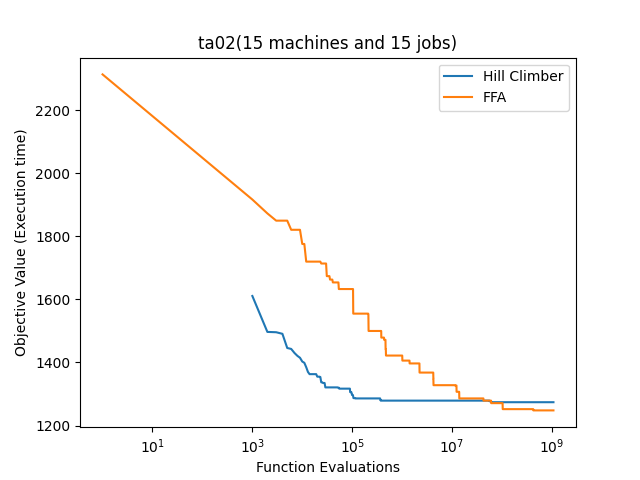 ta02(15 machines and 15 jobs)
Hill Climber
FFA
Objective Value (Execution time)
2200
2000
1800
1600
1400
1200
10^1
10^3
10^5
10^7
10^9
Function Evaluations